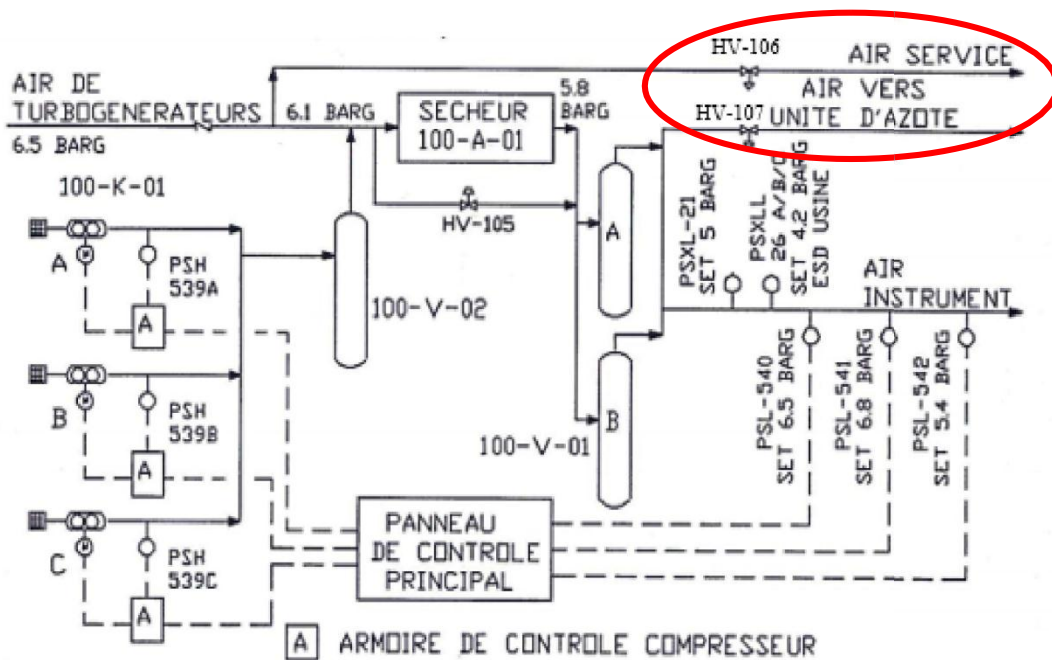 HV-106
AIR SERVICE
AIR DE
TURBOGENERATEURS
6.5 BARG
6.1 BARG
SECHEUR
100-A-01
5.8
BARG
AIR VERS
HV-107
UNITE D'AZOTE
100-K-01
HV-105
A
PSXL-21
SET 5 BARG
PSXLL
26 A/B/C
SET 4.2 BARG
ESD USINE
AIR
INSTRUMENT
A
PSH
539A
A
100-V-02
B
PSH
539B
A
100-V-01
B
PSL-540
SET 6.5 BARG
PSL-541
SET 6.8 BARG
PSL-542
SET 5.4 BARG
C
PSH
539C
A
PANNEAU
DE CONTROLE
PRINCIPAL
A ARMOIRE DE CONTROLE COMPRESSEUR